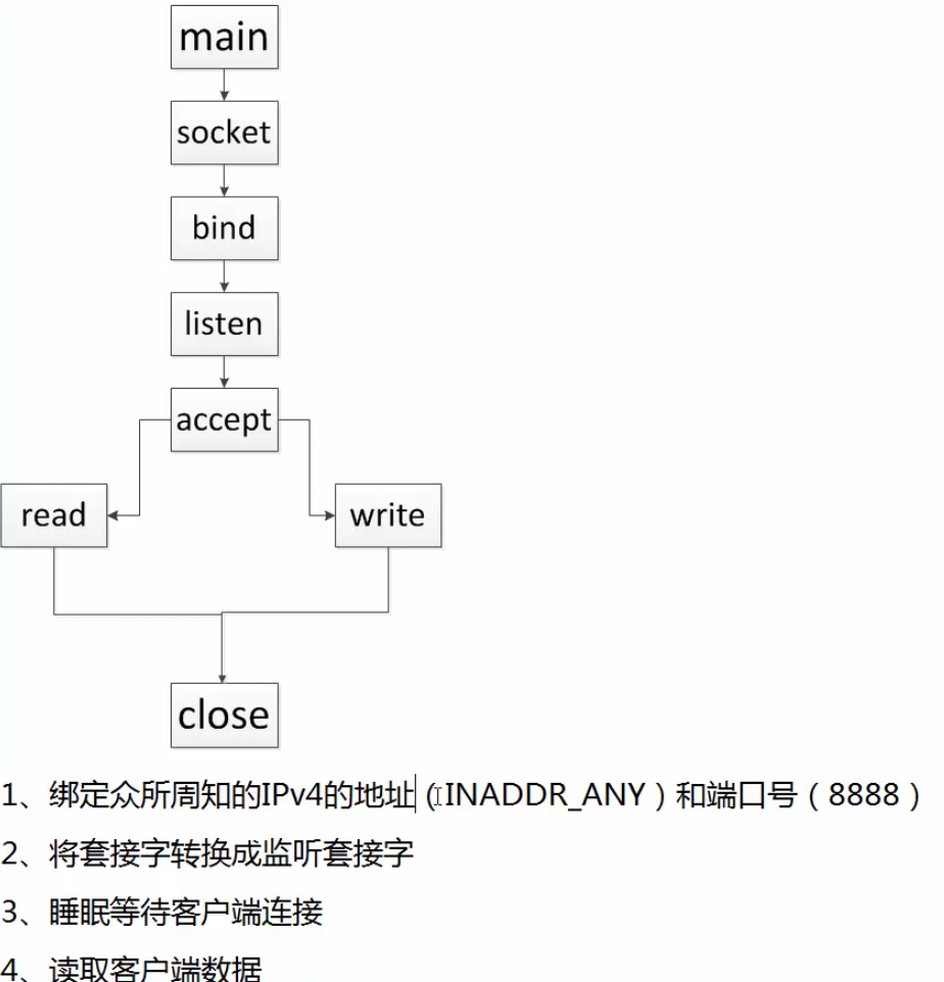 main
socket
bind
listen
accept
read
write
close
1、绑定众所周知的IPv4的地址（INADDR_ANY）和端口号（8888）
2、将套接字转换成监听套接字
3、睡眠等待客户端连接
4、读取客户端数据